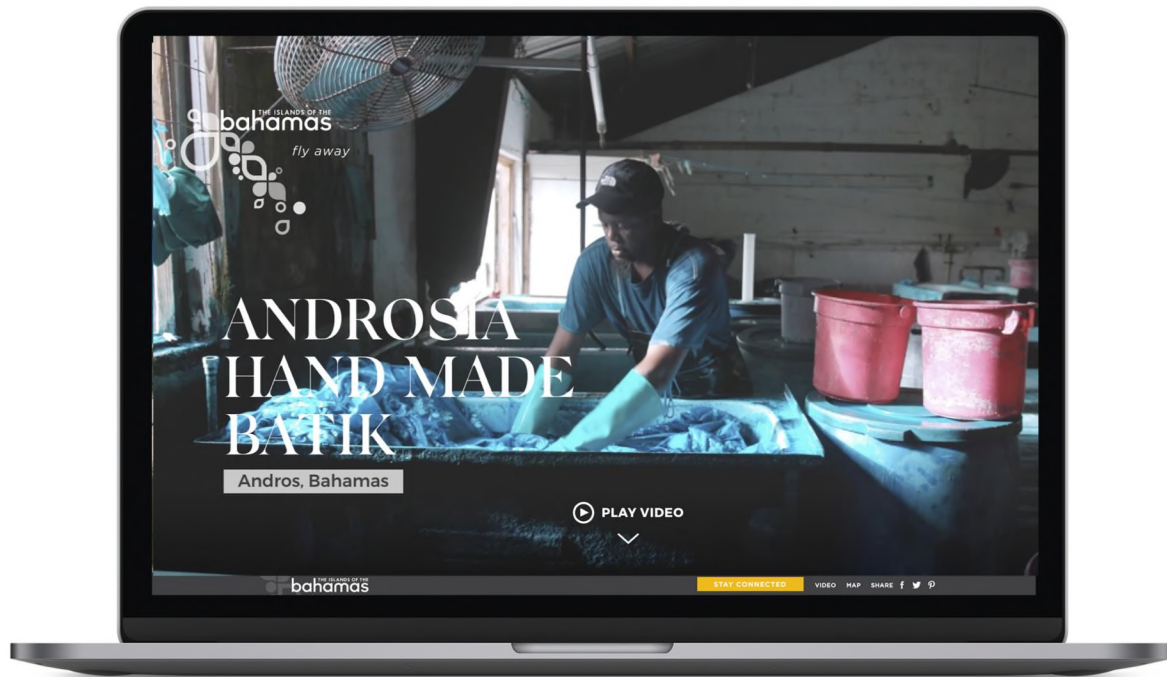 THE ISLANDS OF THE
bahamas
fly away
ANDROSIA
HAND MADE
BATIK
Andros, Bahamas
PLAY VIDEO
THE ISLANDS OF THE
bahamas
STAY CONNECTED
VIDEO MAP SHARE